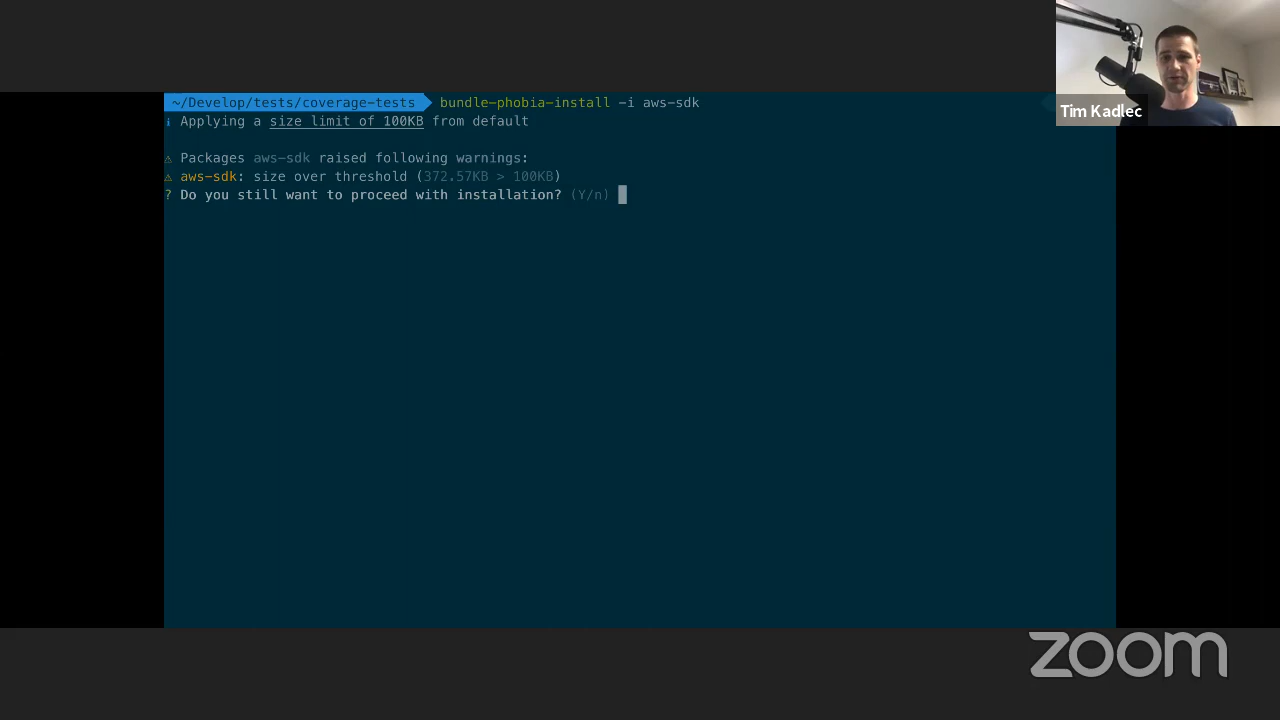 ~/Develop/tests/coverage-tests bundle-phobia-install -i aws-sdk
i Applying a size limit of 100KB from default
⚠ Packages aws-sdk raised following warnings:
⚠ aws-sdk: size over threshold (372.57KB > 100KB)
? Do you still want to proceed with installation? (Y/n)
Tim Kadlec
zoom